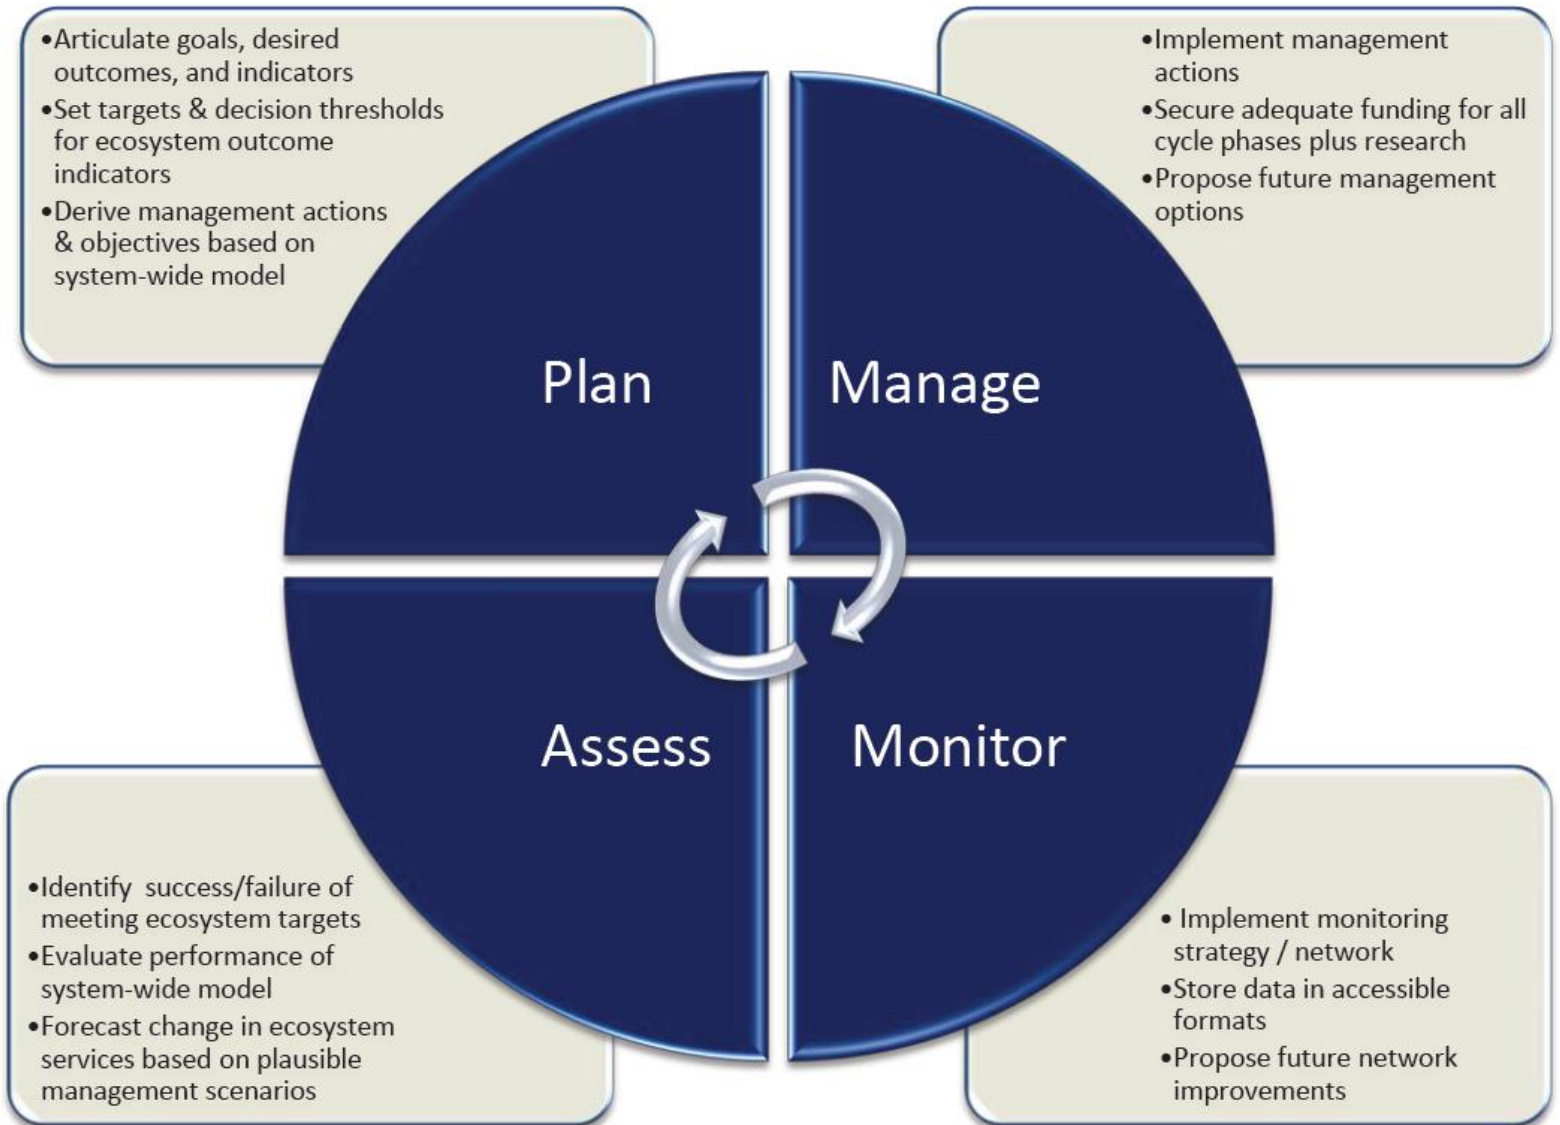 •Articulate goals, desired
outcomes, and indicators
•Set targets & decision thresholds
for ecosystem outcome
indicators
•Derive management actions
& objectives based on
system-wide model
•Implement management
actions
•Secure adequate funding for all
cycle phases plus research
•Propose future management
options
Plan
Manage
Assess
Monitor
•Identify success/failure of
meeting ecosystem targets
•Evaluate performance of
system-wide model
•Forecast change in ecosystem
services based on plausible
management scenarios
• Implement monitoring
strategy / network
•Store data in accessible
formats
•Propose future network
improvements